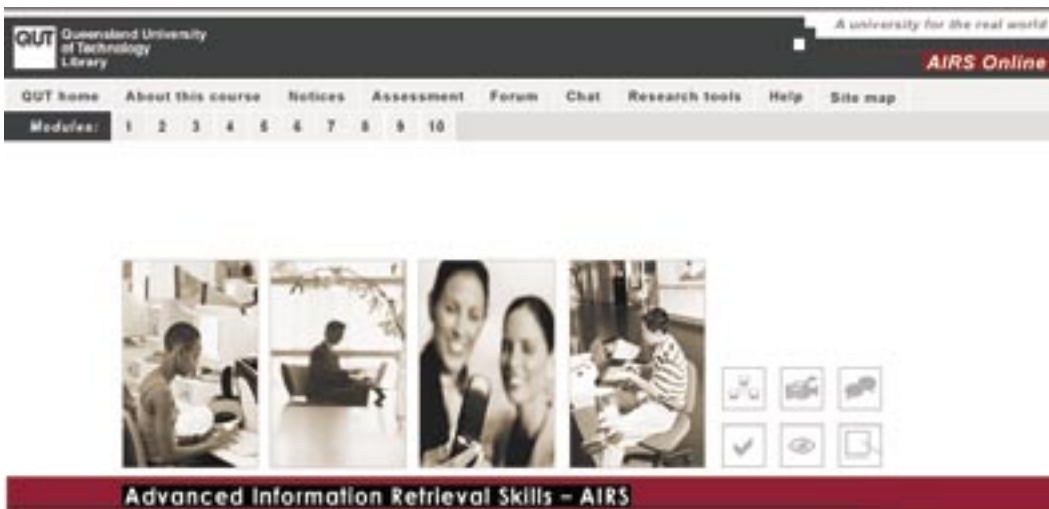 QUT Queensland University
of Technology
Library
A university for the real world
AIRS Online
QUT home About this course Notices Assessment Forum Chat Research tools Help Site map
Modules: 1 2 3 4 5 6 7 8 9 10
Advanced Information Retrieval Skills – AIRS